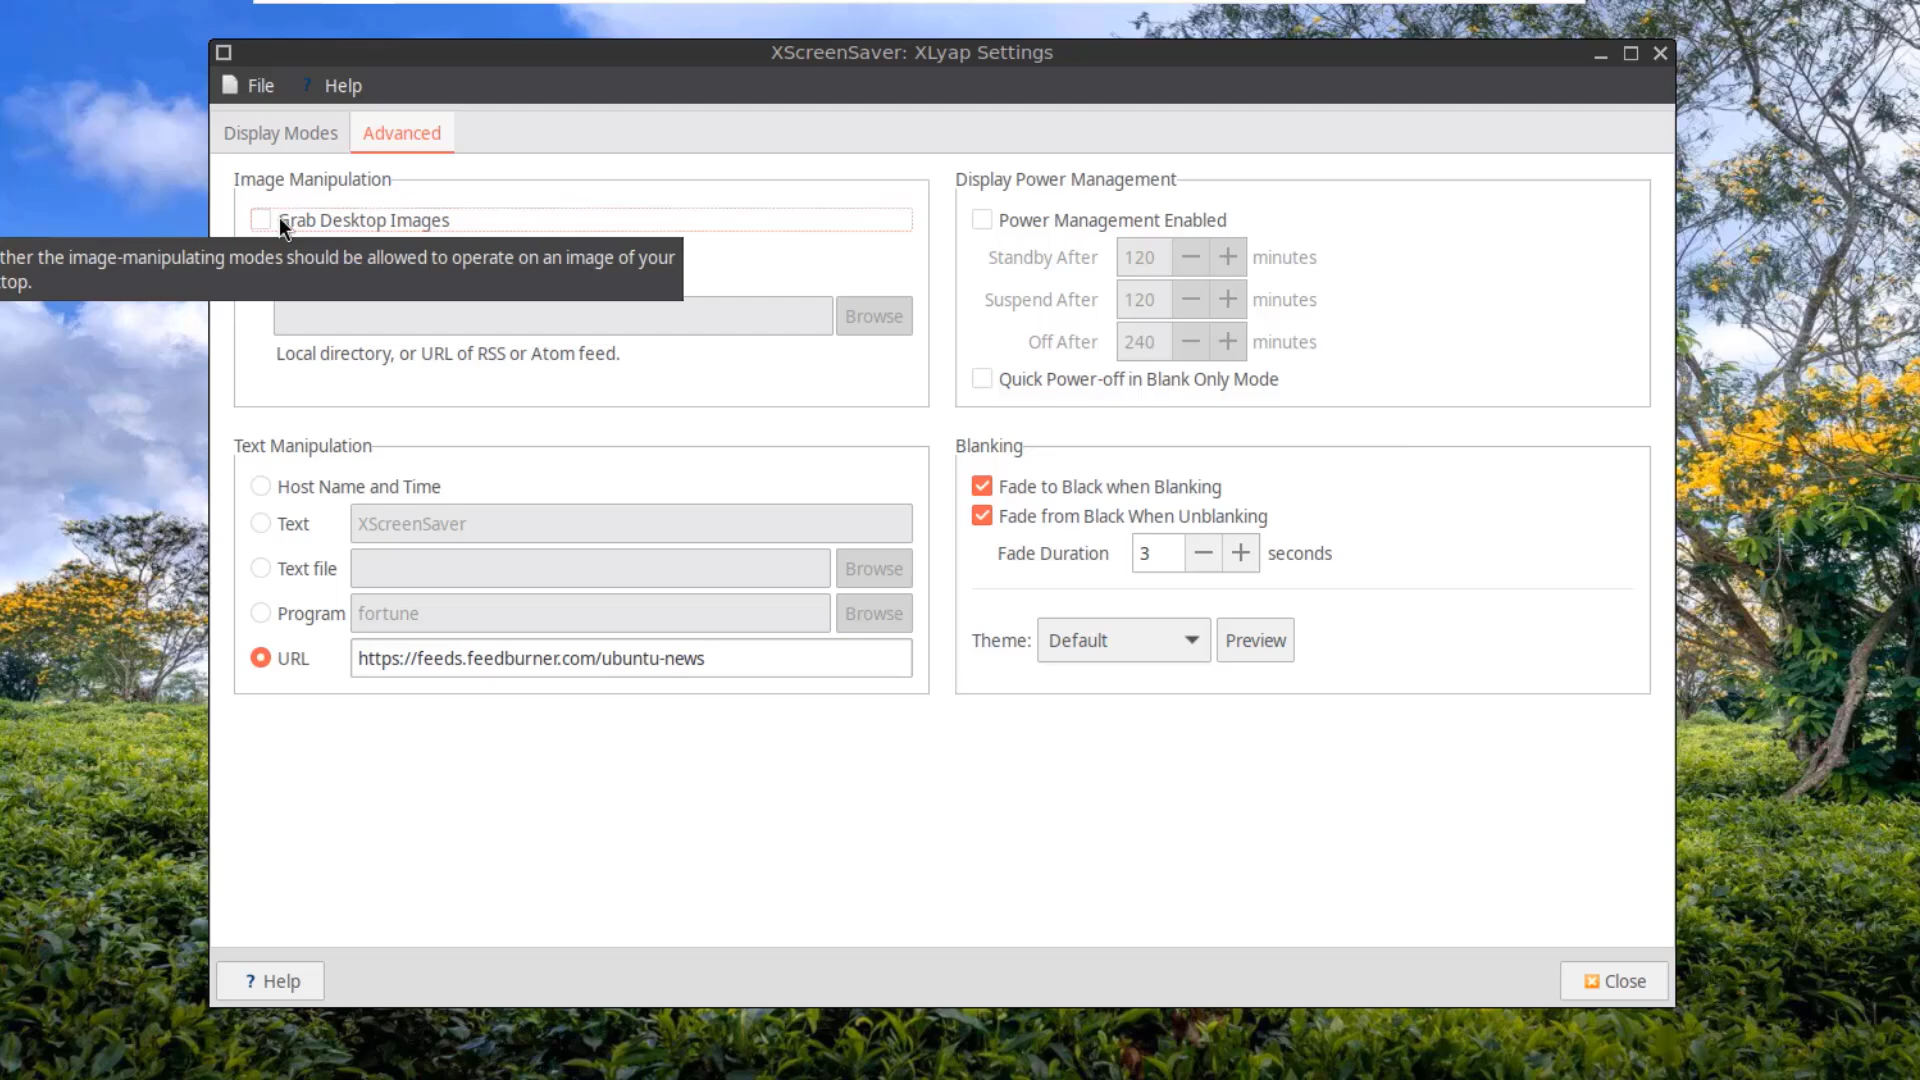 XScreenSaver: XLyap Settings
File ? Help
Display Modes Advanced
Image Manipulation
Grab Desktop Images
ther the image-manipulating modes should be allowed to operate on an image of your
top.
Browse
Local directory, or URL of RSS or Atom feed.
Display Power Management
Power Management Enabled
Standby After 120 — + minutes
Suspend After 120 — + minutes
Off After 240 — + minutes
Quick Power-off in Blank Only Mode
Text Manipulation
Host Name and Time
Text XScreenSaver
Text file Browse
Program fortune Browse
URL https://feeds.feedburner.com/ubuntu-news
Blanking
Fade to Black when Blanking
Fade from Black When Unblanking
Fade Duration 3 — + seconds
Theme: Default Preview
? Help
Close